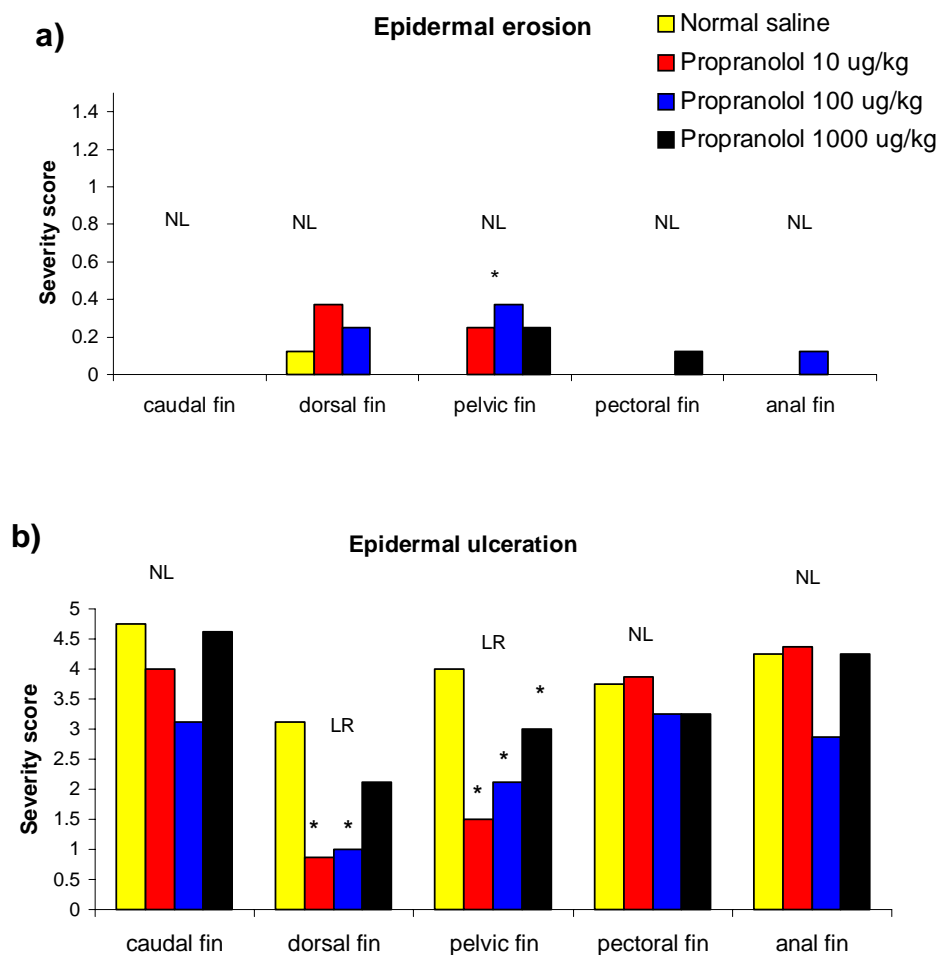 a)
Epidermal erosion
Normal saline
Propranolol 10 ug/kg
Propranolol 100 ug/kg
Propranolol 1000 ug/kg
Severity score
1.4
1.2
1
0.8
0.6
0.4
0.2
0
NL NL NL NL NL
*
caudal fin dorsal fin pelvic fin pectoral fin anal fin
b)
Epidermal ulceration
Severity score
5
4.5
4
3.5
3
2.5
2
1.5
1
0.5
0
NL LR LR NL NL
* * * * *
caudal fin dorsal fin pelvic fin pectoral fin anal fin